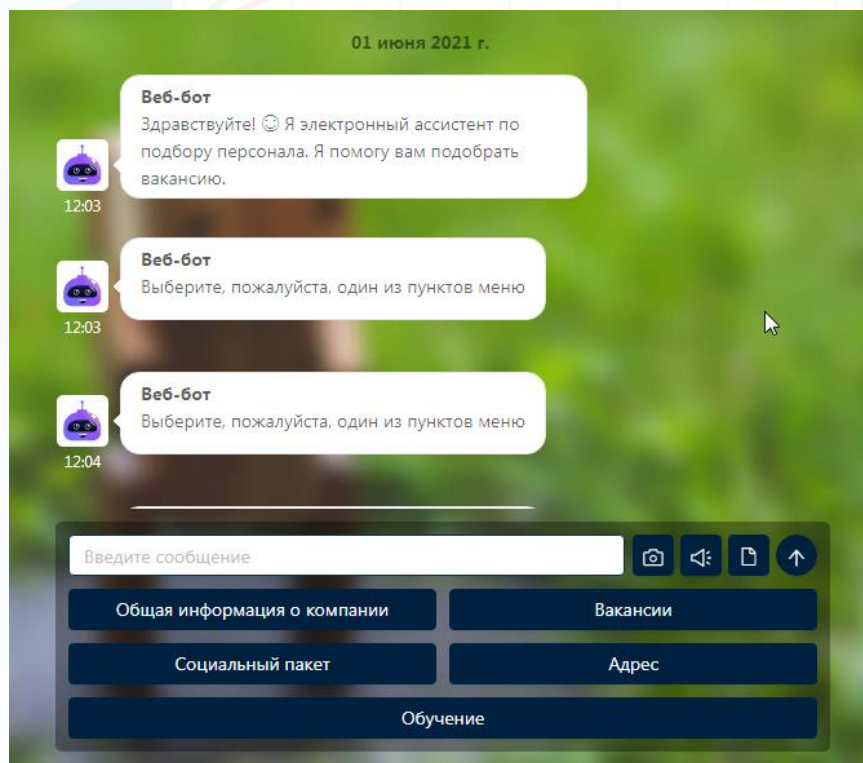 01 июня 2021 г.
Веб-бот
Здравствуйте! Я электронный ассистент по
подбору персонала. Я помогу вам подобрать
вакансию.
12:03
Веб-бот
Выберите, пожалуйста, один из пунктов меню
12:03
Веб-бот
Выберите, пожалуйста, один из пунктов меню
12:04
Введите сообщение
Общая информация о компании
Вакансии
Социальный пакет
Адрес
Обучение